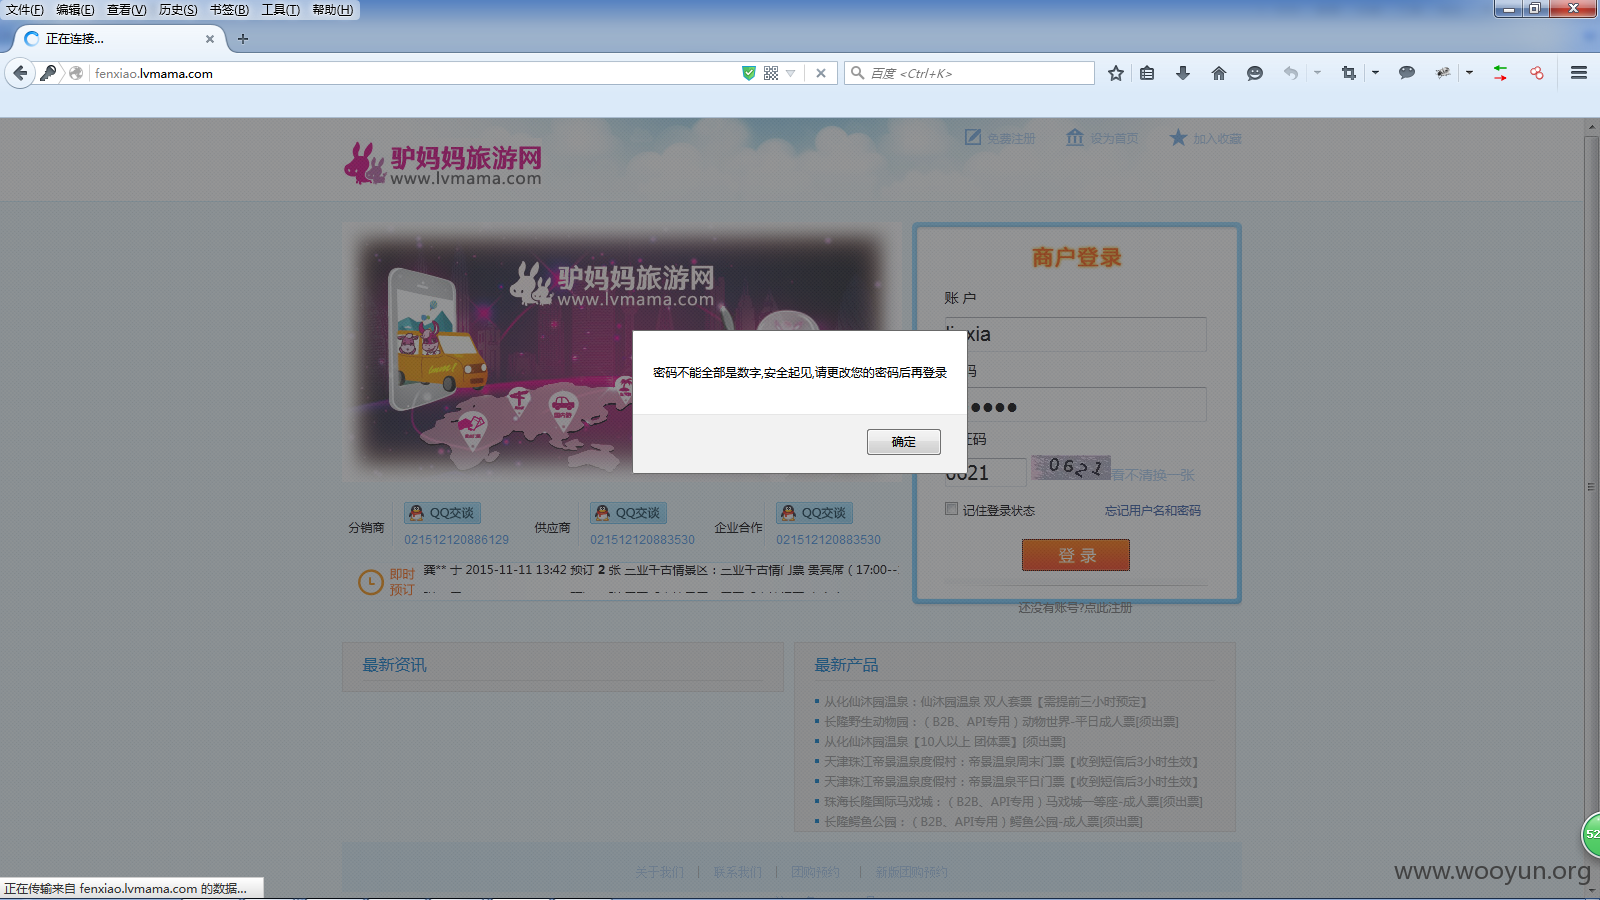 文件(F) 编辑(E) 查看(V) 历史(S) 书签(B) 工具(T) 帮助(H)
正在连接...
fenxiao.lvmama.com
百度 <Ctrl+K>
免费注册 设为首页 加入收藏
驴妈妈旅游网
www.lvmama.com
驴妈妈旅游网
www.lvmama.com
商户登录
账 户
xia
码
密码不能全部是数字,安全起见,请更改您的密码后再登录
确定
证码
0621
0621
看不清换一张
记住登录状态 忘记用户名和密码
登 录
还没有账号?点此注册
分销商 QQ交谈 供应商 QQ交谈 企业合作 QQ交谈
021512120886129 021512120883530 021512120883530
即时
预订
龚** 于 2015-11-11 13:42 预订 2 张 三亚千古情景区：三亚千古情门票 贵宾席（17:00--
最新资讯
最新产品
从化仙沐园温泉：仙沐园温泉 双人套票【需提前三小时预定】
长隆野生动物园：（B2B、API专用）动物世界-平日成人票[须出票]
从化仙沐园温泉【10人以上 团体票】[须出票]
天津珠江帝景温泉度假村：帝景温泉周末门票【收到短信后3小时生效】
天津珠江帝景温泉度假村：帝景温泉平日门票【收到短信后3小时生效】
珠海长隆国际马戏城：（B2B、API专用）马戏城一等座-成人票[须出票]
长隆鳄鱼公园：（B2B、API专用）鳄鱼公园-成人票[须出票]
52
关于我们 | 联系我们 | 团购预约 | 新版团购预约
www.wooyun.org
正在传输来自 fenxiao.lvmama.com 的数据...